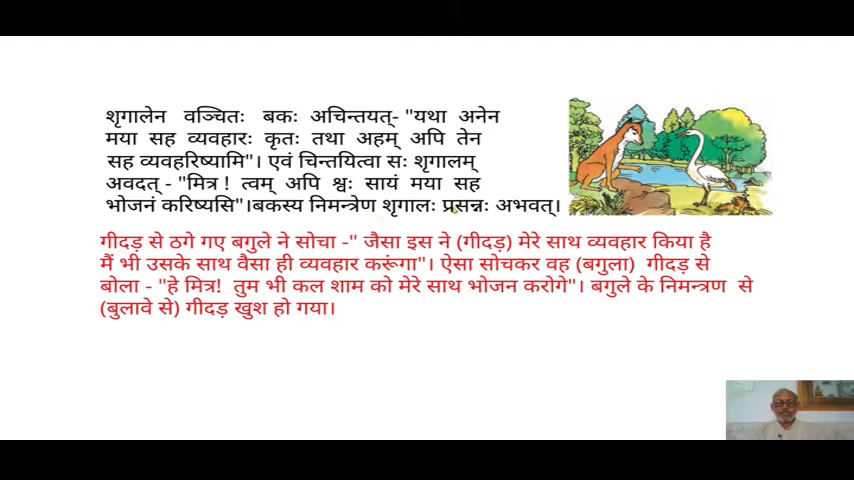 शृगालेन वञ्चितः बकः अचिन्तयत्- "यथा अनेन
मया सह व्यवहारः कृतः तथा अहम् अपि तेन
सह व्यवहरिष्यामि"। एवं चिन्तयित्वा सः शृगालम्
अवदत् - "मित्र ! त्वम् अपि श्वः सायं मया सह
भोजनं करिष्यसि"।बकस्य निमन्त्रेण शृगालः प्रसन्नः अभवत्।
गीदड़ से ठगे गए बगुले ने सोचा -" जैसा इस ने (गीदड़) मेरे साथ व्यवहार किया है
मैं भी उसके साथ वैसा ही व्यवहार करूंगा"। ऐसा सोचकर वह (बगुला) गीदड़ से
बोला - "हे मित्र! तुम भी कल शाम को मेरे साथ भोजन करोगे"। बगुले के निमन्त्रण से
(बुलावे से) गीदड़ खुश हो गया।